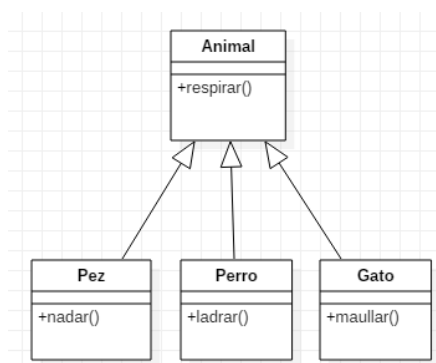 Animal
+respirar()
Pez
+nadar()
Perro
+ladrar()
Gato
+maullar()